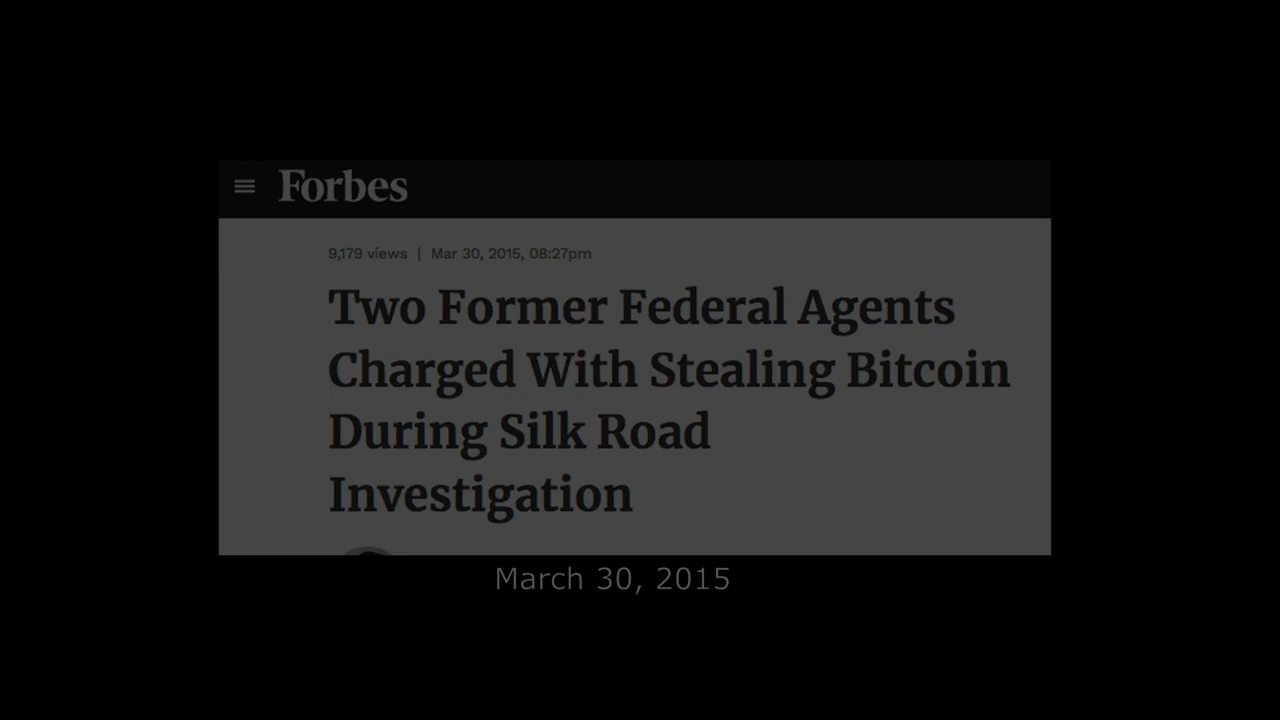 Forbes
9,179 views | Mar 30, 2015, 08:27pm
Two Former Federal Agents
Charged With Stealing Bitcoin
During Silk Road
Investigation
March 30, 2015